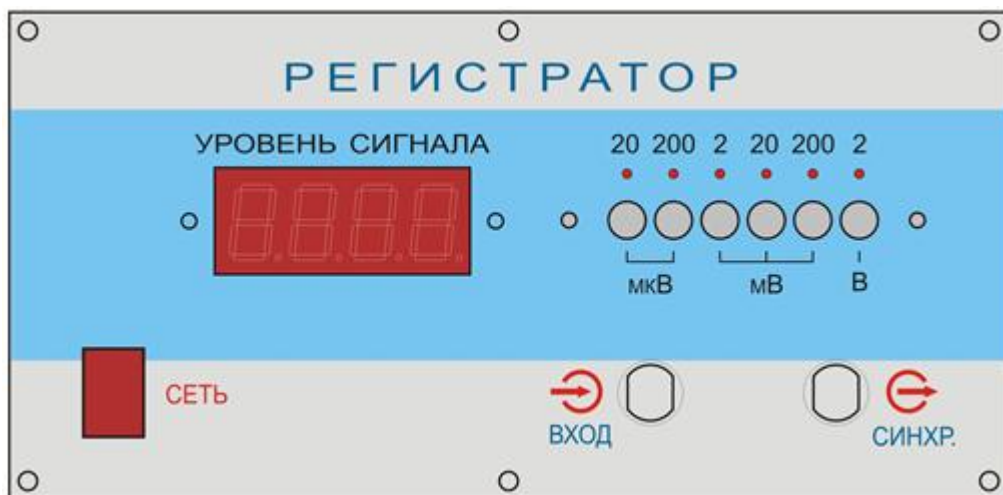 РЕГИСТРАТОР
УРОВЕНЬ СИГНАЛА
20 200 2 20 200 2
мкВ мВ В
СЕТЬ
ВХОД
СИНХР.